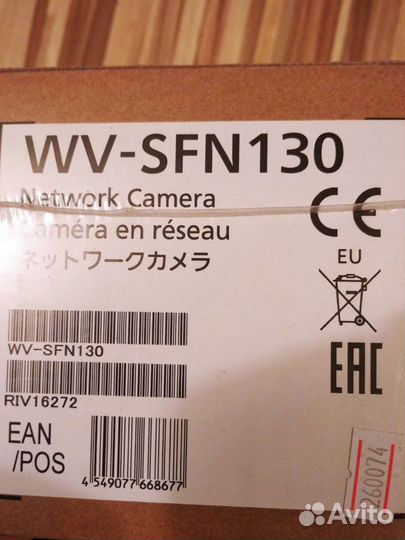 WV-SFN130
Network Camera
Caméra en réseau
ネットワークカメラ
CE
EU
EAC
WV-SFN130
RIV16272
EAN
/POS
4 549077 668677
260074
Avito